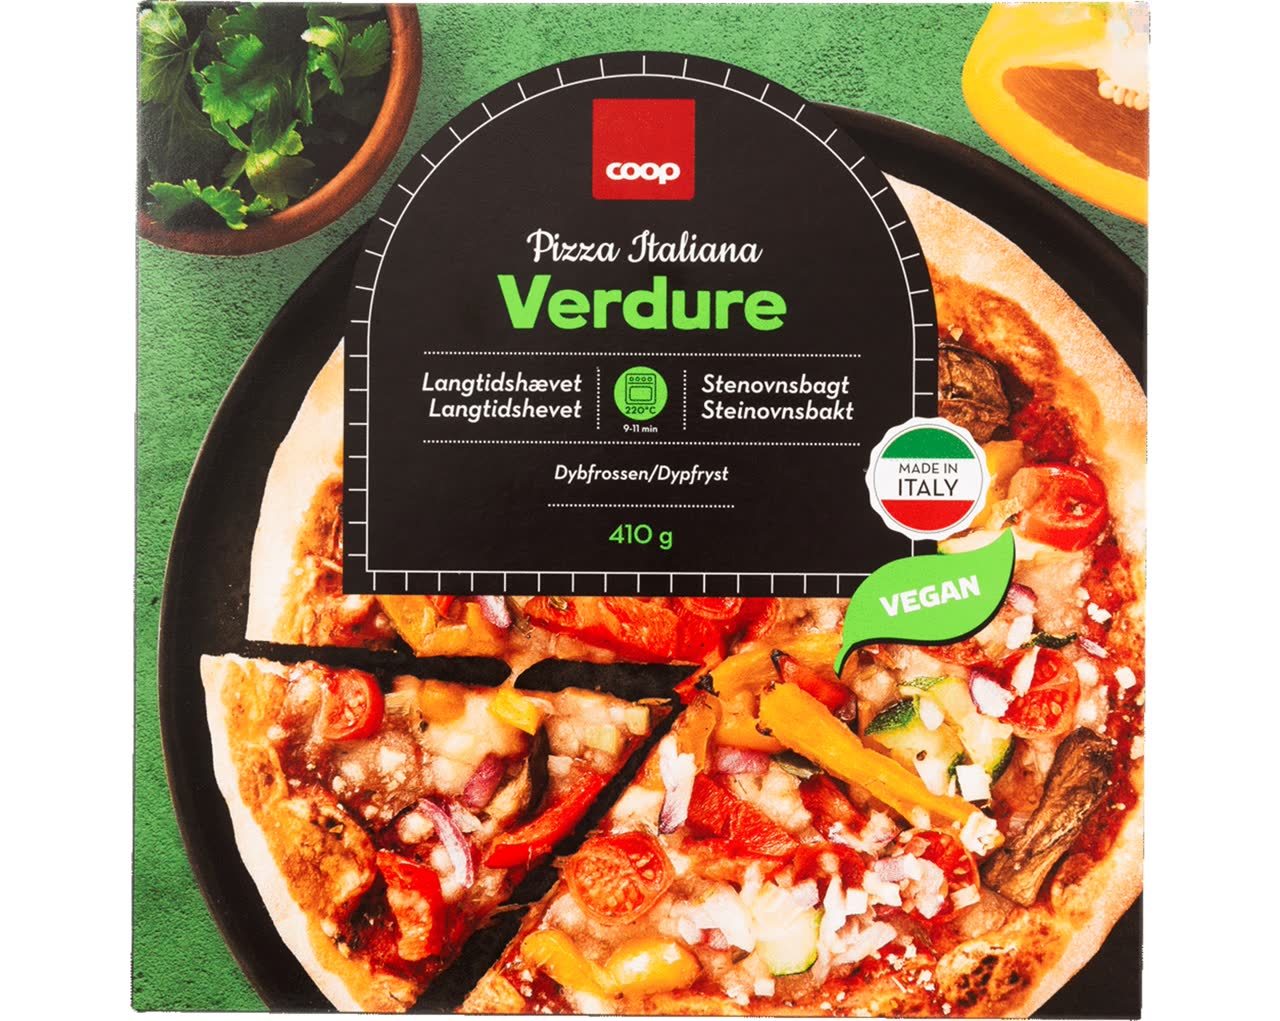 coop
Pizza Italiana
Verdure
Langtidshævet
Langtidshevet
220°C
9-11 min
Stenovnsbagt
Steinovnsbakt
Dybfrossen/Dypfryst
410 g
MADE IN
ITALY
VEGAN